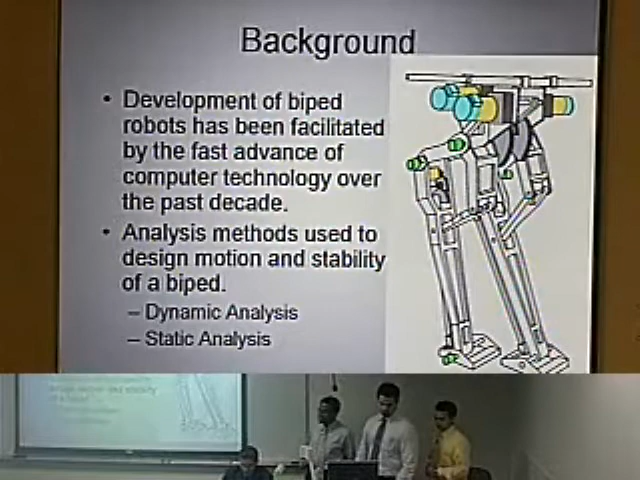 Background
• Development of biped
robots has been facilitated
by the fast advance of
computer technology over
the past decade.
• Analysis methods used to
design motion and stability
of a biped.
– Dynamic Analysis
– Static Analysis